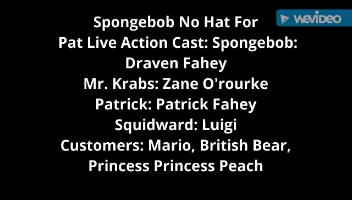 WeVideo
Spongebob No Hat For
Pat Live Action Cast: Spongebob:
Draven Fahey
Mr. Krabs: Zane O'rourke
Patrick: Patrick Fahey
Squidward: Luigi
Customers: Mario, British Bear,
Princess Princess Peach